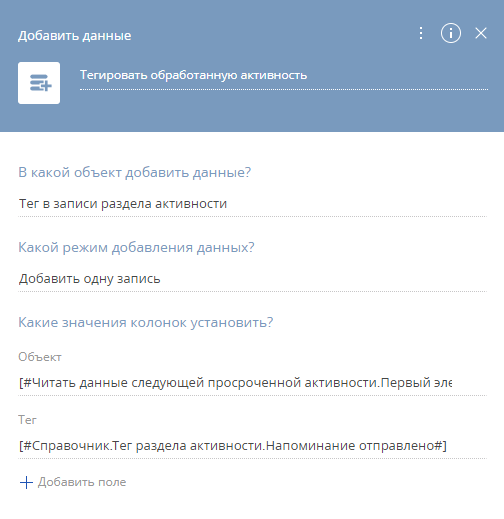 Добавить данные
Тегировать обработанную активность
В какой объект добавить данные?
Тег в записи раздела активности
Какой режим добавления данных?
Добавить одну запись
Какие значения колонок установить?
Объект
[#Читать данные следующей просроченной активности.Первый эле
Тег
[#Справочник.Тег раздела активности.Напоминание отправлено#]
Добавить поле